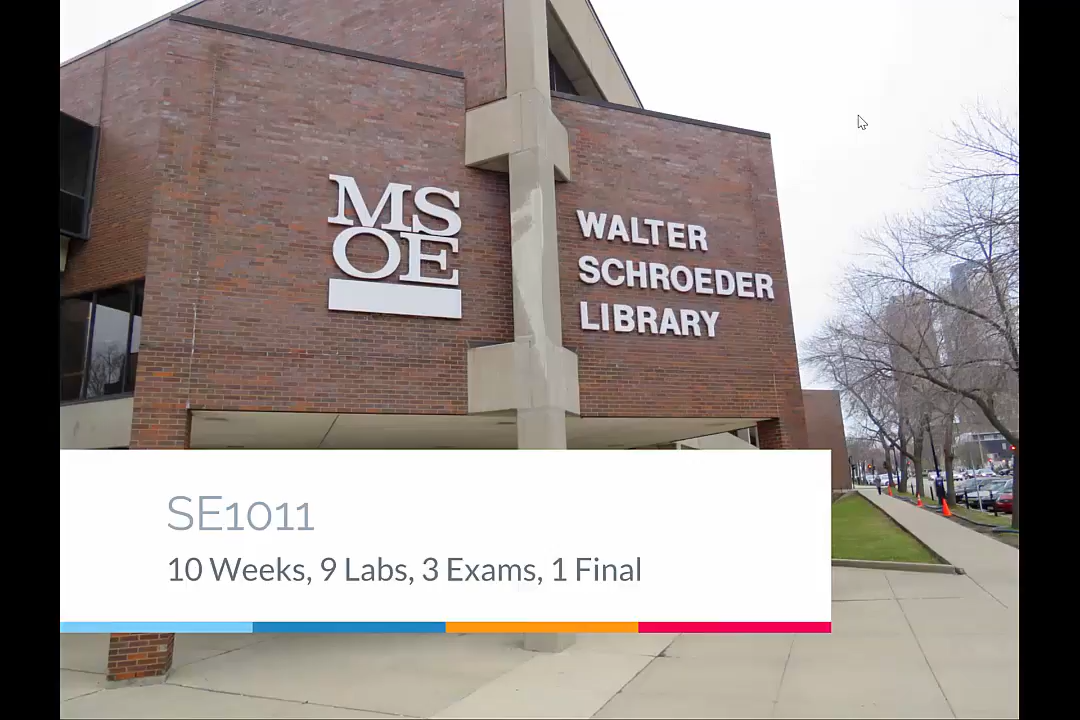 MS
OE
WALTER
SCHROEDER
LIBRARY
SE1011
10 Weeks, 9 Labs, 3 Exams, 1 Final